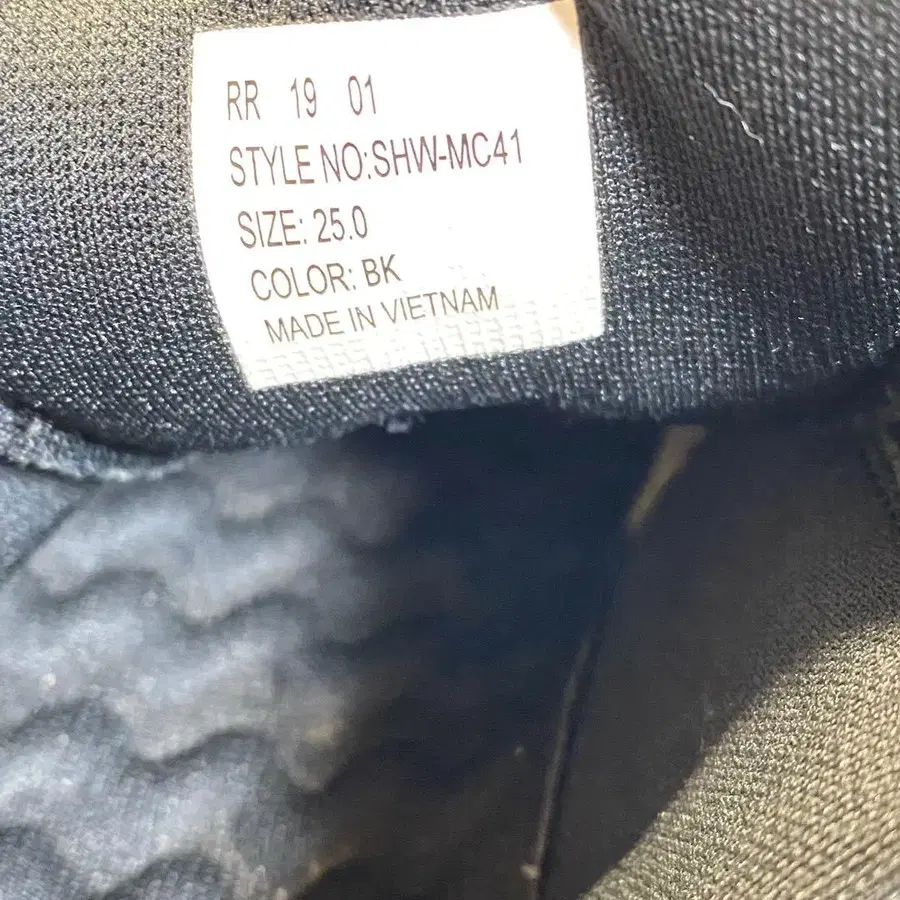 RR 19 01
STYLE NO:SHW-MC41
SIZE: 25.0
COLOR: BK
MADE IN VIETNAM